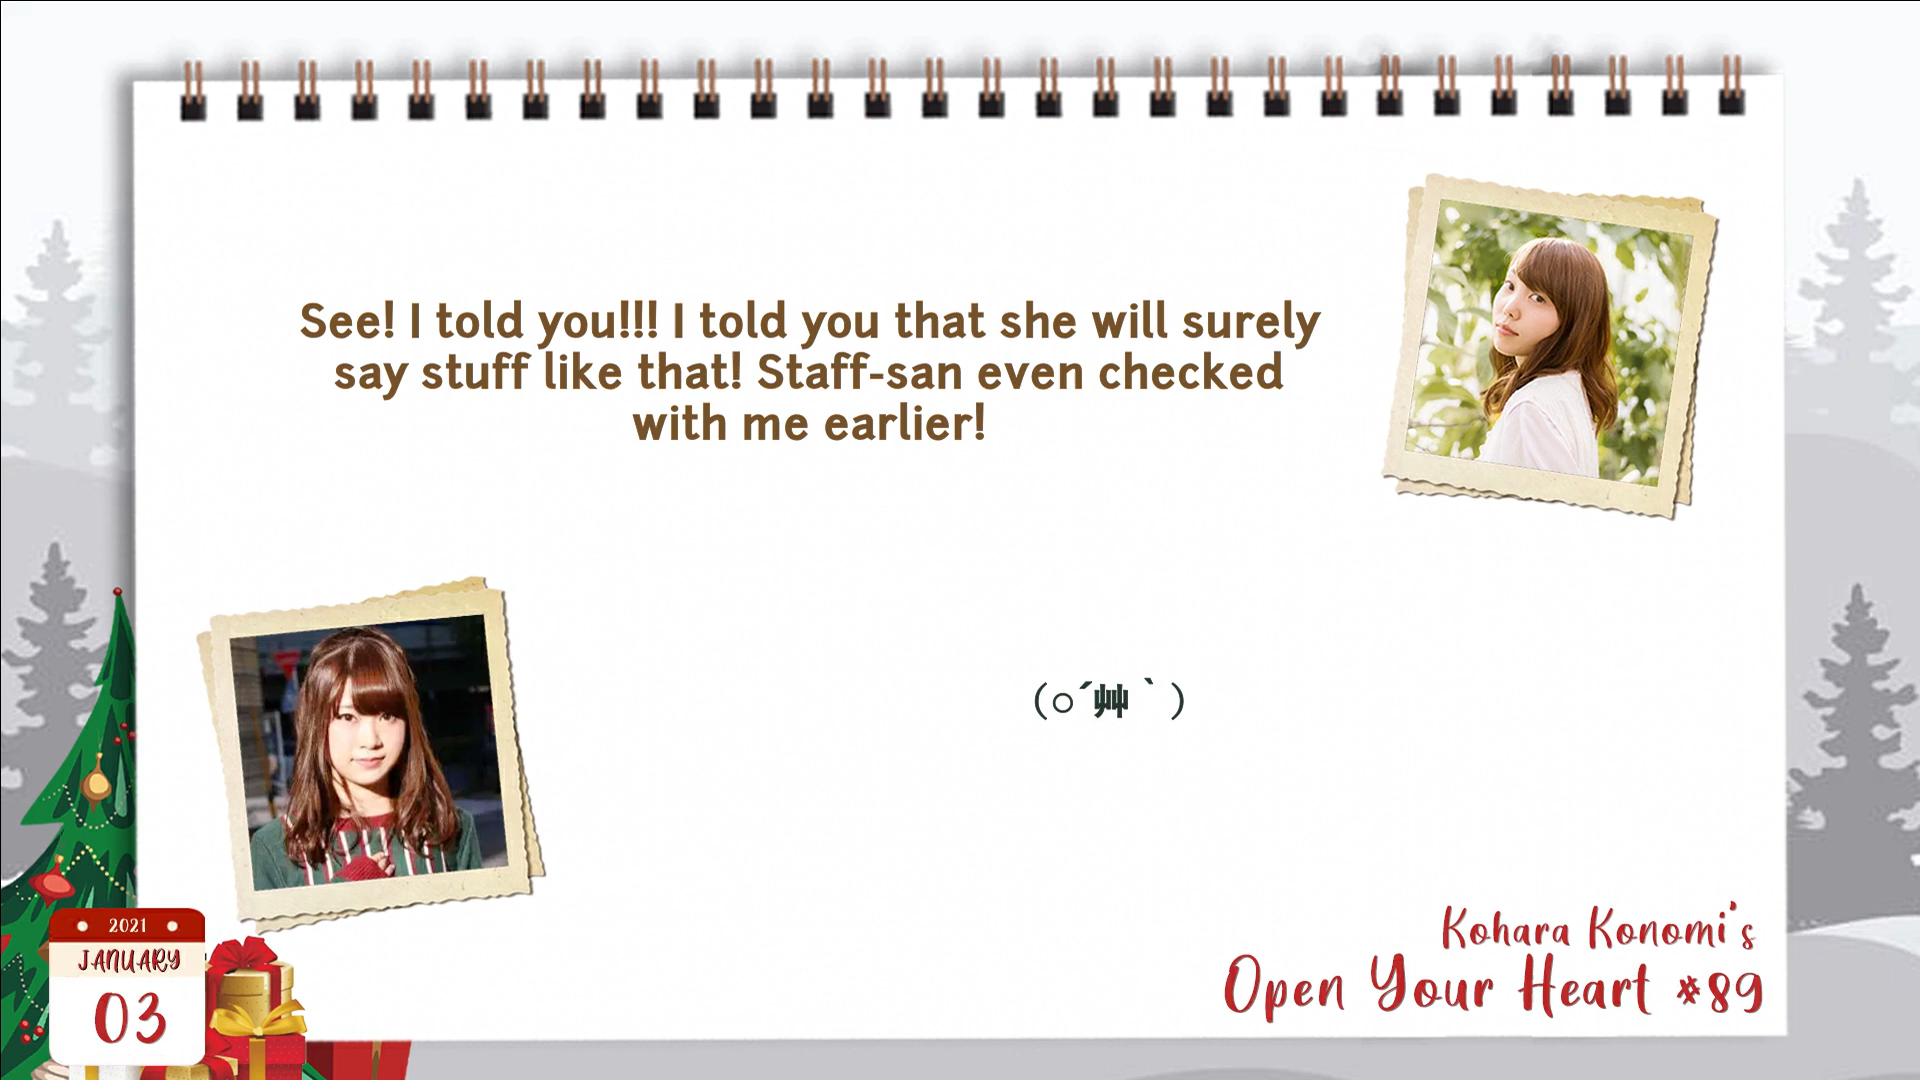 See! I told you!!! I told you that she will surely
say stuff like that! Staff-san even checked
with me earlier!
(○´艸｀)
2021
JANUARY
03
Kohara Konomi's
Open Your Heart #89